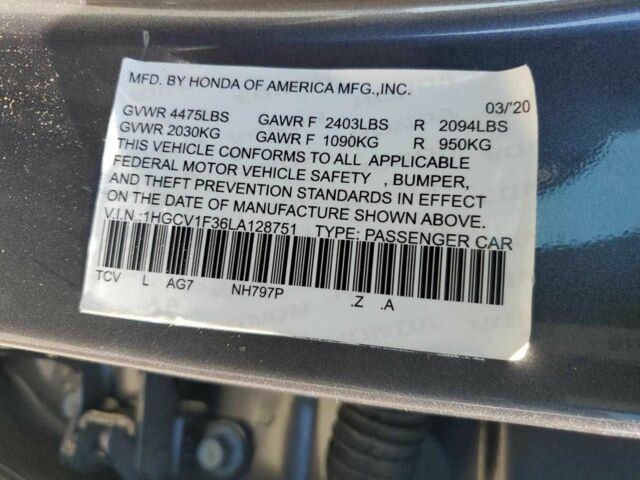 MFD. BY HONDA OF AMERICA MFG.,INC.
03/'20
GVWR 4475LBS GAWR F 2403LBS R 2094LBS
GVWR 2030KG GAWR F 1090KG R 950KG
THIS VEHICLE CONFORMS TO ALL APPLICABLE
FEDERAL MOTOR VEHICLE SAFETY , BUMPER,
AND THEFT PREVENTION STANDARDS IN EFFECT
ON THE DATE OF MANUFACTURE SHOWN ABOVE.
V.I.N.:1HGCV1F36LA128751 TYPE: PASSENGER CAR
TCV L AG7 NH797P .Z .A